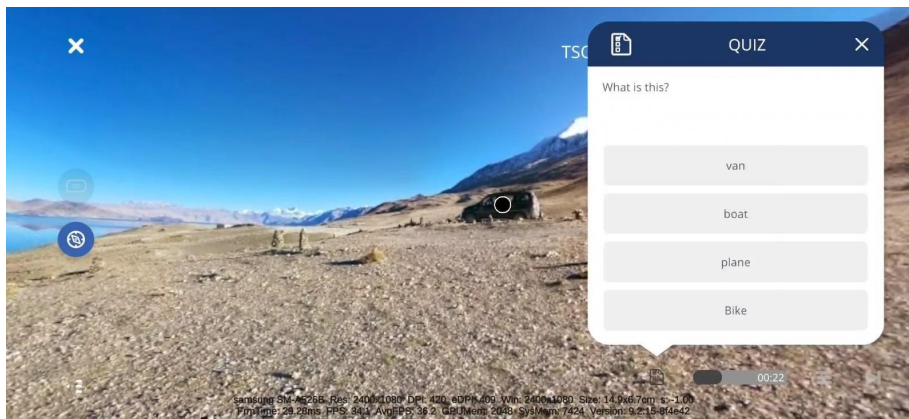 TSO
QUIZ
What is this?
van
boat
plane
Bike
00:22
samsung SM-A526B Res: 2400x1080 DPI: 420 eDPI: 409 Win: 2400x1080 Size: 14.9x6.7cm s:-1.00
FrmTime: 29.28ms FPS: 34.1 AvgFPS: 36.2 GPUMem: 2048 SysMem: 7424 Version: 9.2.15-8f4e42